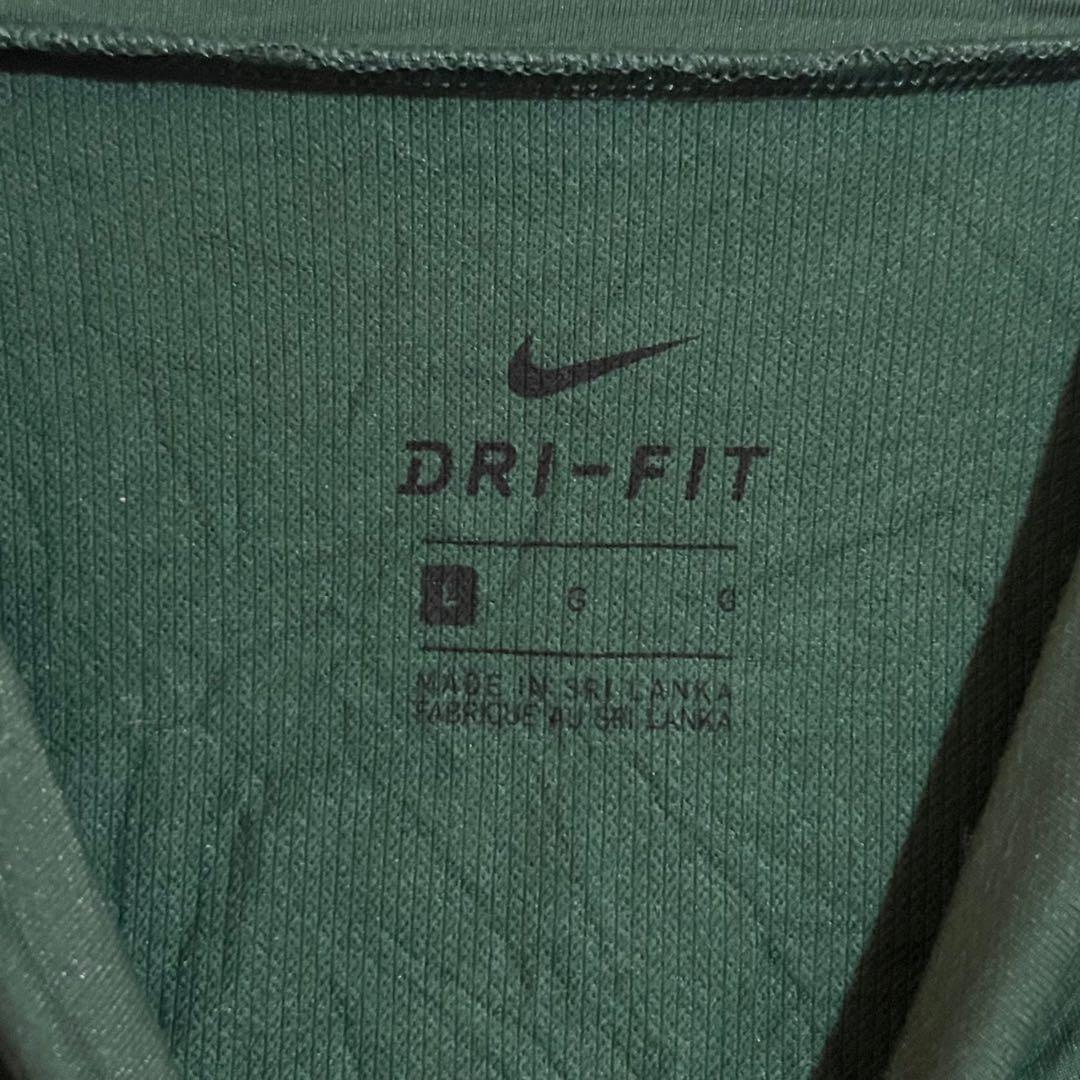 DRI-FIT
L G G
MADE IN SRI LANKA
FABRIQUE AU SRI LANKA